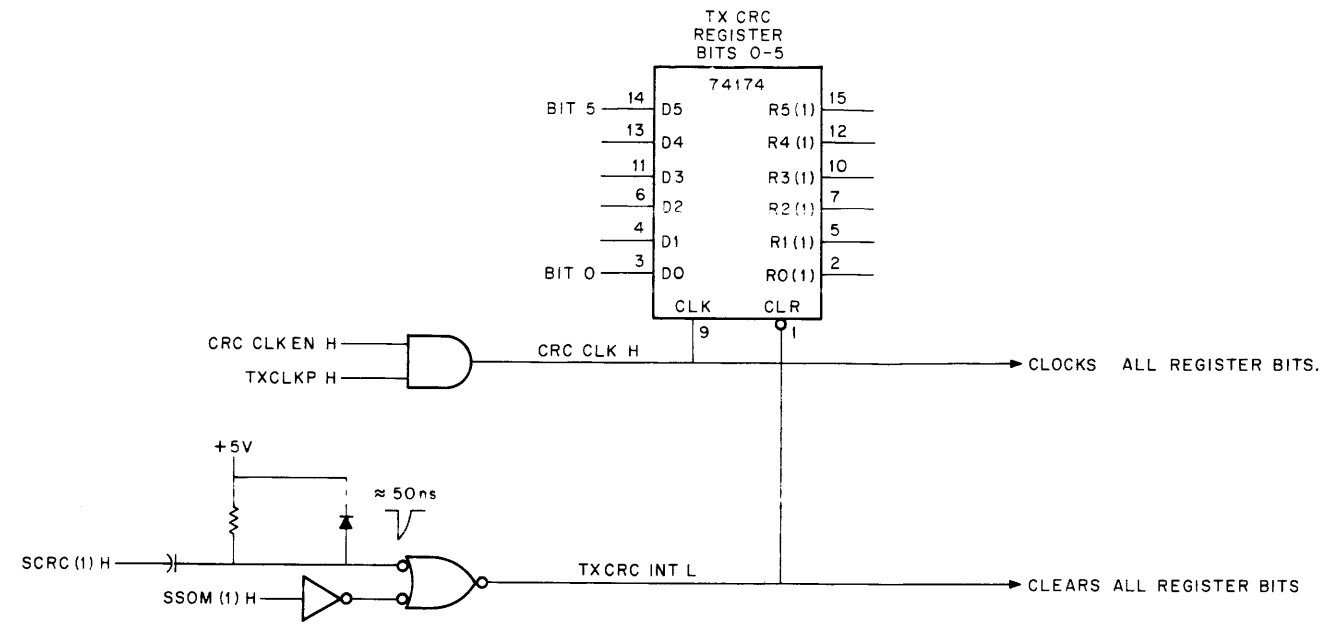 TX CRC
REGISTER
BITS 0-5
74174
BIT 5 14 D5 R5(1) 15
13 D4 R4(1) 12
11 D3 R3(1) 10
6 D2 R2(1) 7
4 D1 R1(1) 5
BIT 0 3 D0 R0(1) 2
CLK CLR
9 1
CRC CLKEN H
CRC CLK H
TXCLKP H
CLOCKS ALL REGISTER BITS.
+5V
≈ 50ns
SCRC(1) H
TXCRC INT L
SSOM(1) H
CLEARS ALL REGISTER BITS